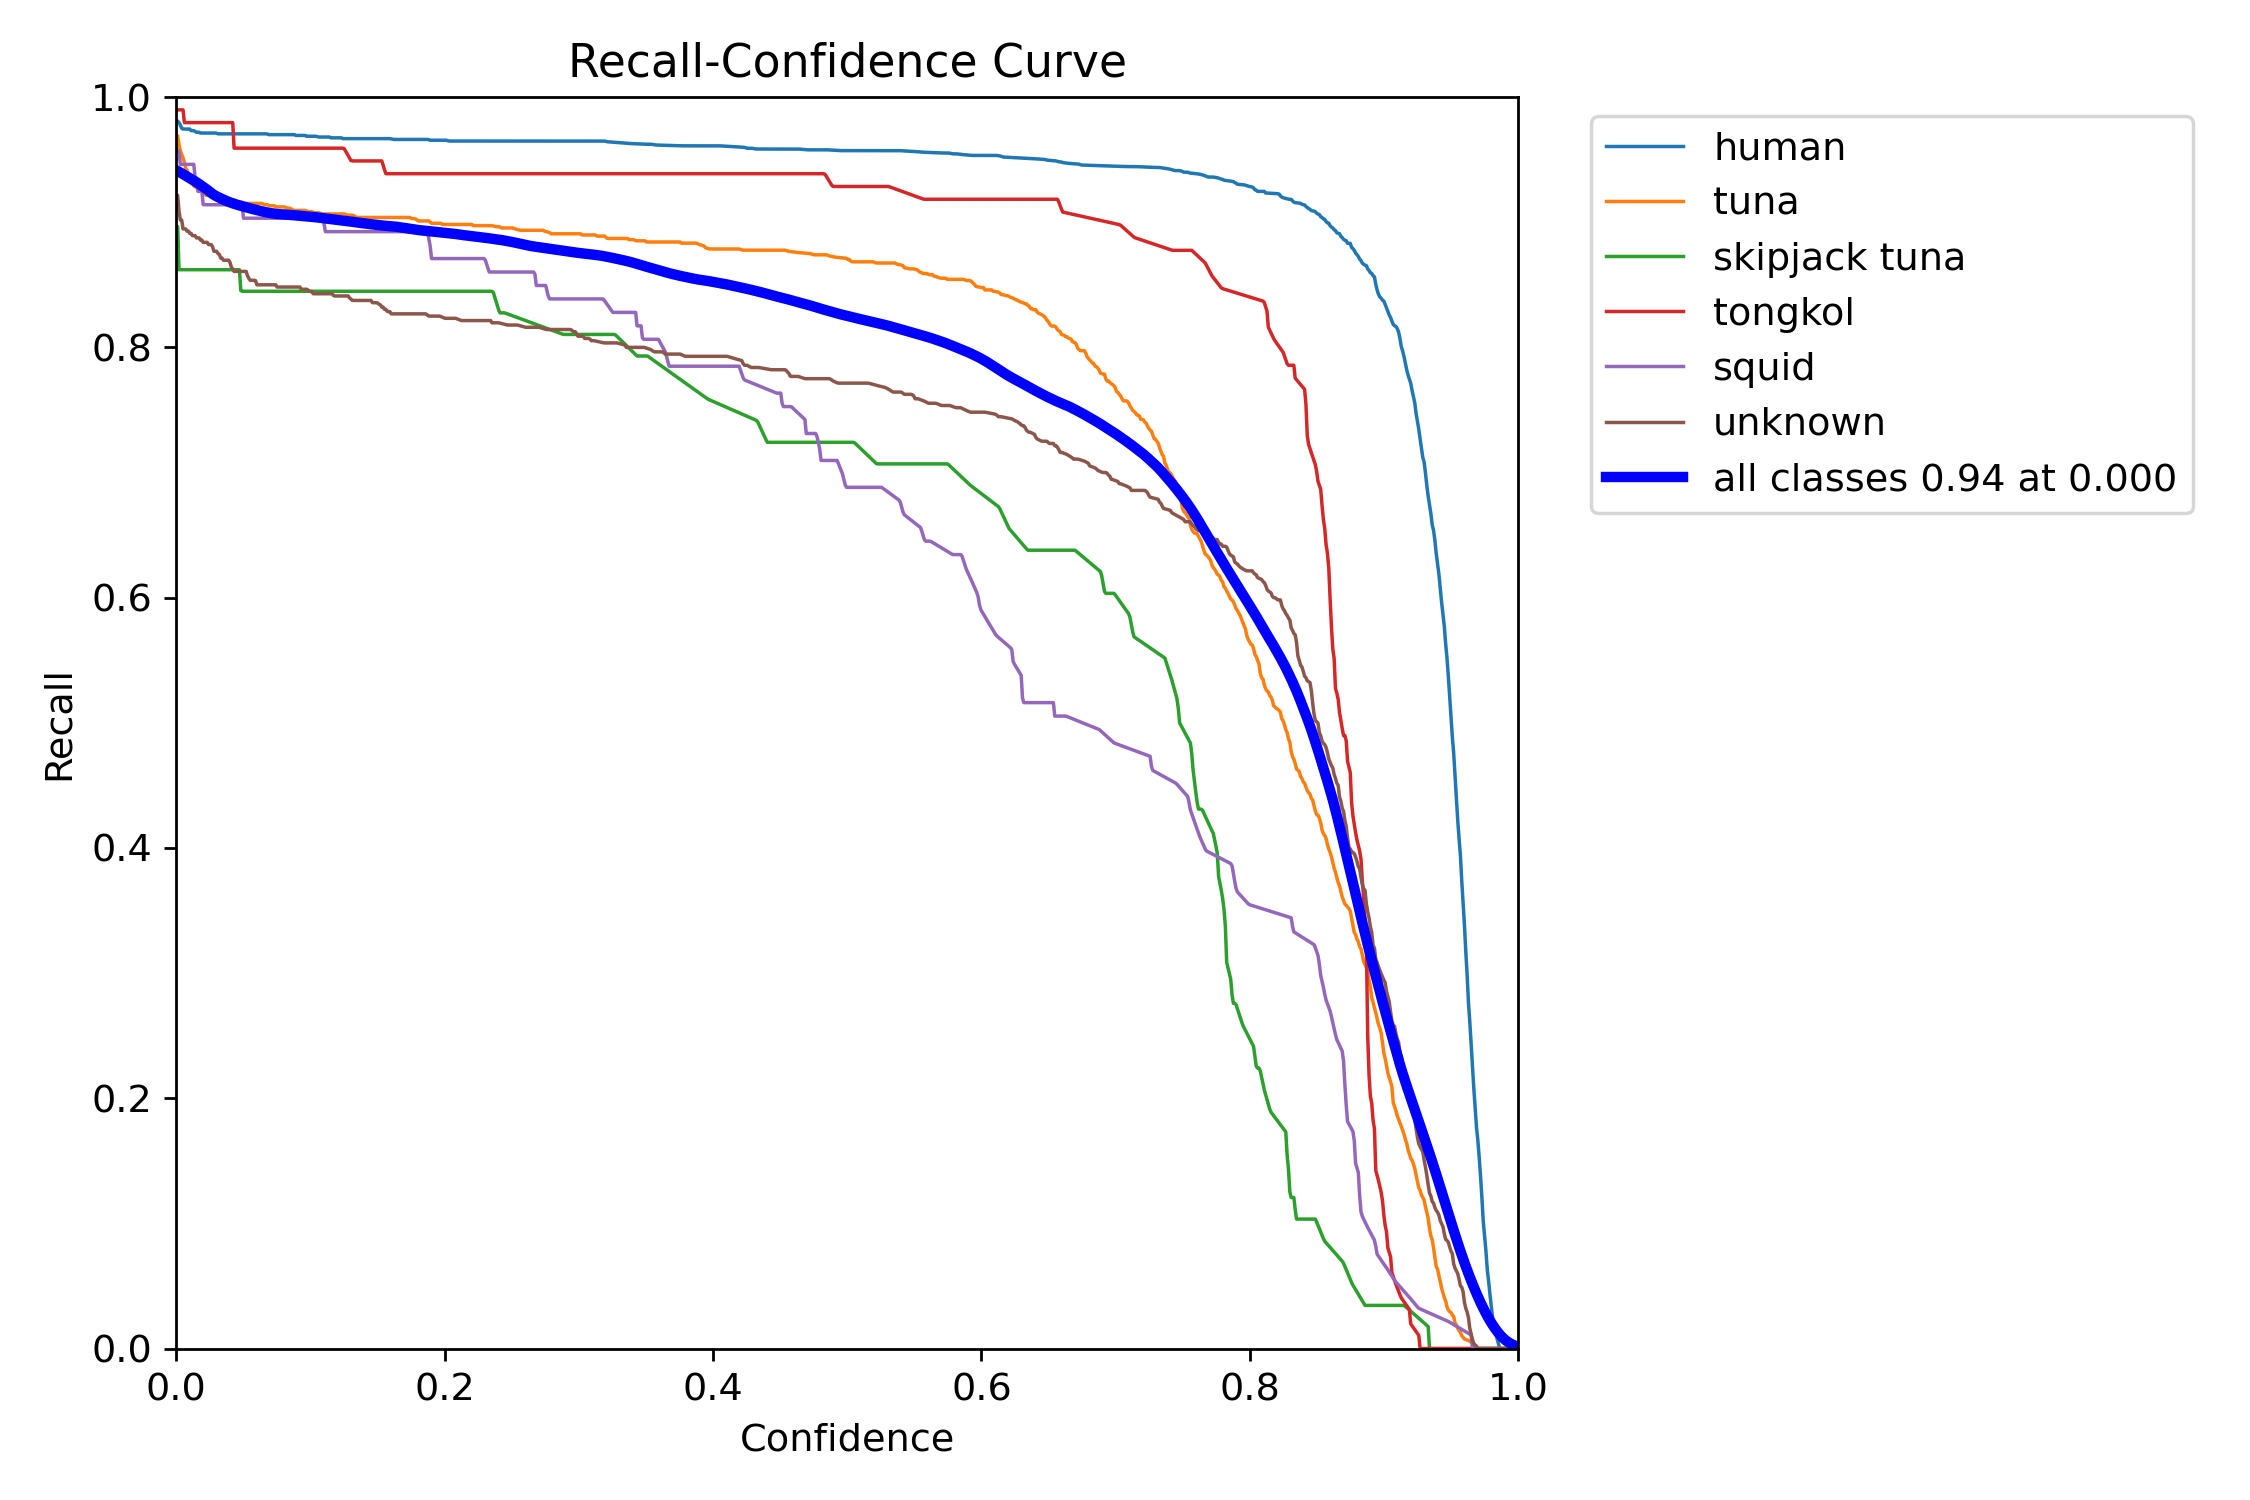 Recall-Confidence Curve
1.0
0.8
0.6
0.4
0.2
0.0
Recall
0.0 0.2 0.4 0.6 0.8 1.0
Confidence
human
tuna
skipjack tuna
tongkol
squid
unknown
all classes 0.94 at 0.000